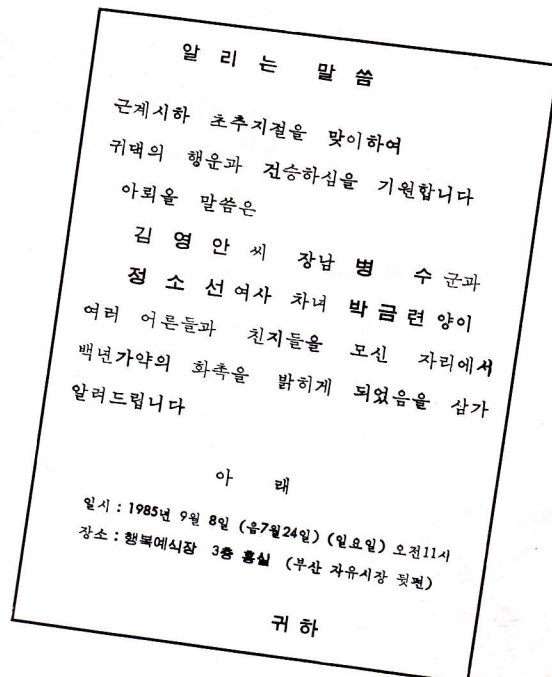 알리는 말씀
근계시하 초추지절을 맞이하여
귀댁의 행운과 건승하심을 기원합니다
아뢰올 말씀은
김 영 안 씨 장남 병 수 군과
정 소 선 여사 차녀 박금련 양이
여러 어른들과 친지들을 모신 자리에서
백년가약의 화촉을 밝히게 되었음을 삼가
알려드립니다
아 래
일시 : 1985년 9월 8일 (음7월24일) (일요일) 오전11시
장소 : 행복예식장 3층 홍실 (부산 자유시장 뒷편)
귀 하